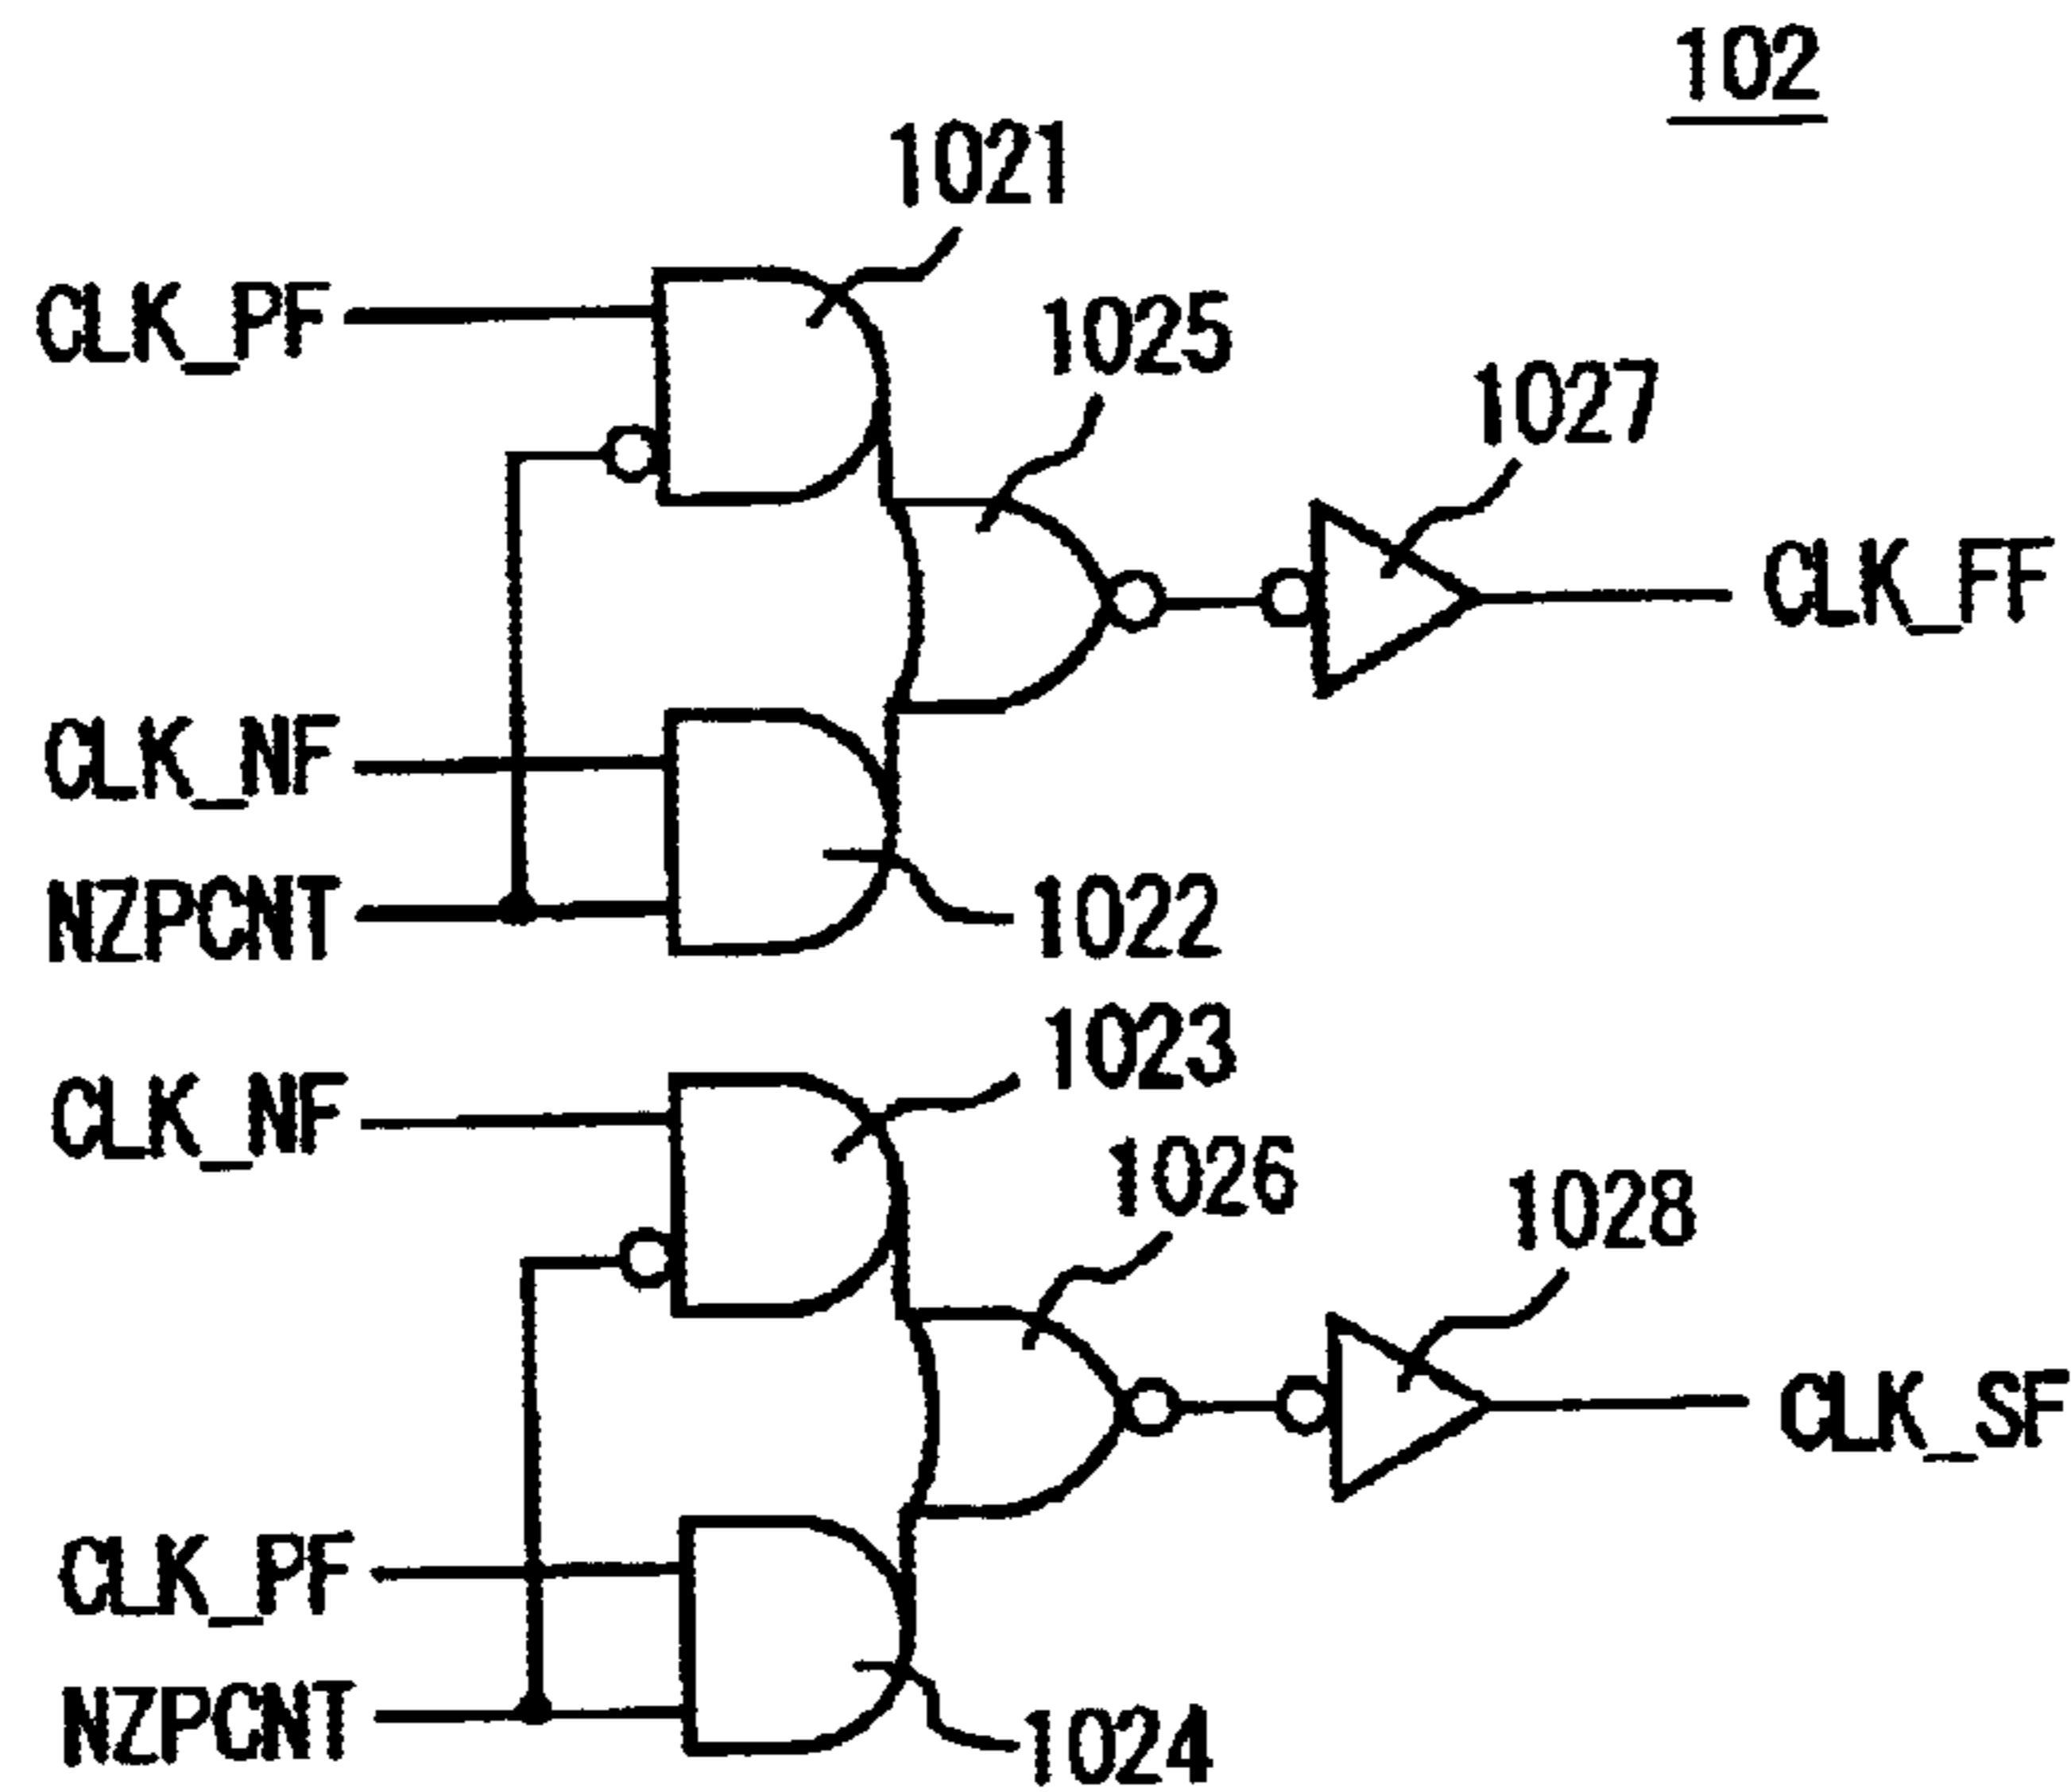 102
1021
CLK_PF
1025
1027
CLK_FF
CLK_NF
NZPCNT
1022
1023
CLK_NF
1026
1028
CLK_SF
CLK_PF
NZPCNT
1024